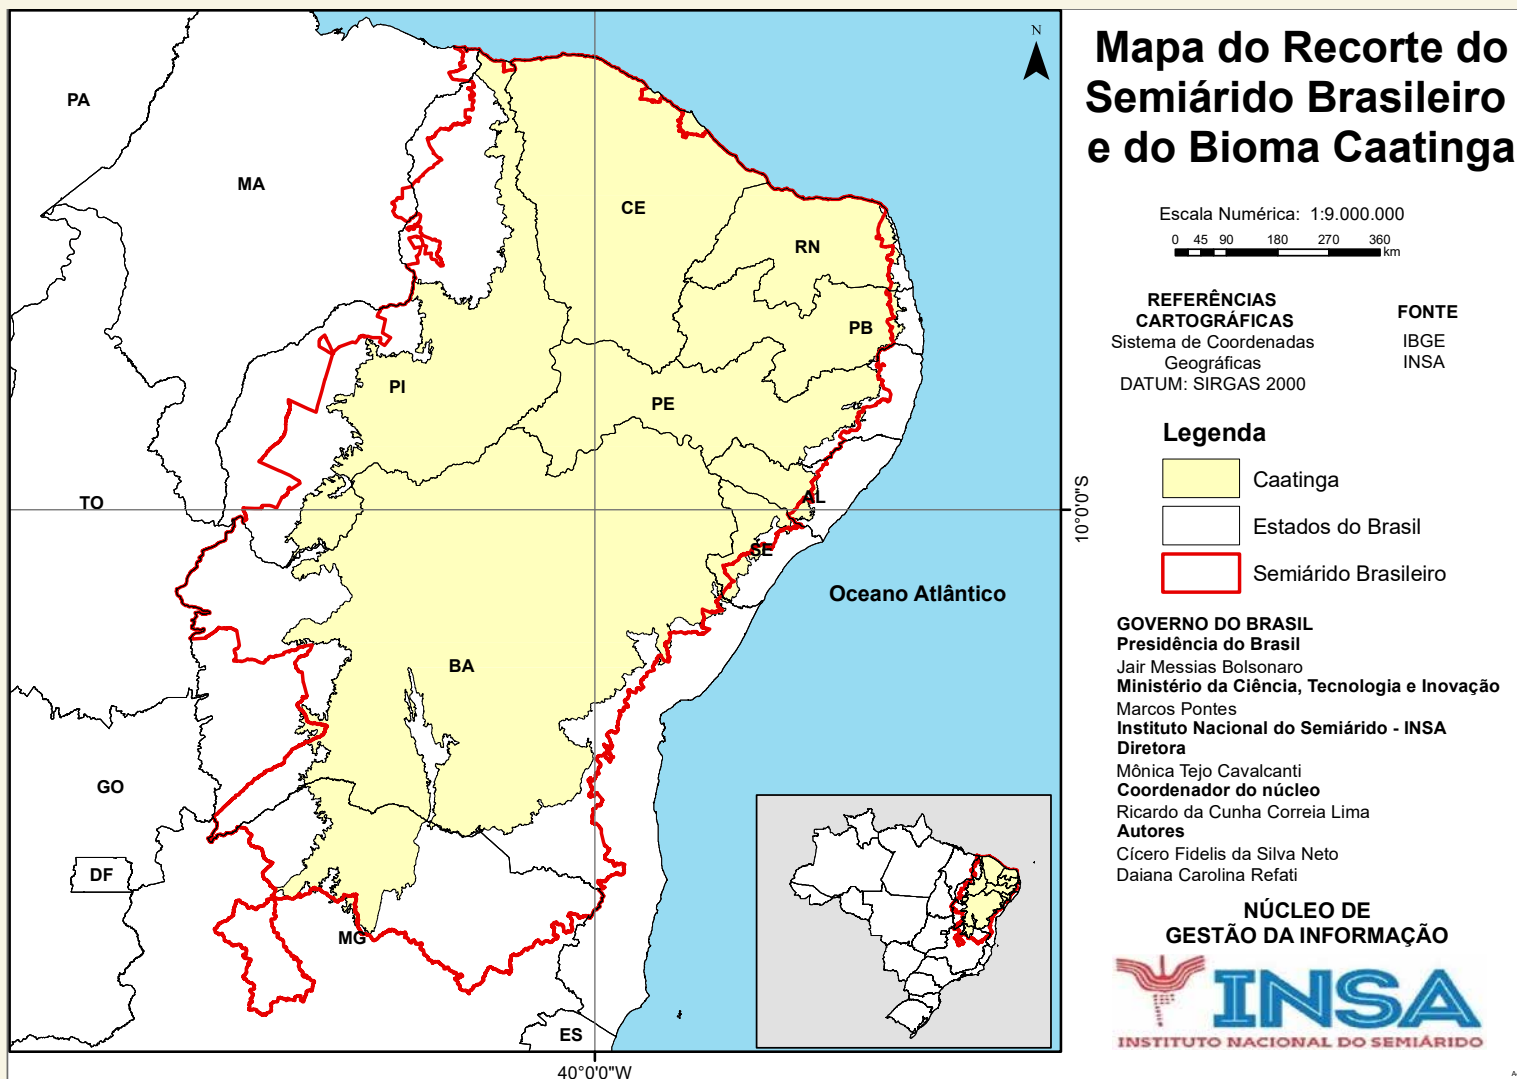 Mapa do Recorte do
Semiárido Brasileiro
e do Bioma Caatinga
N
PA
MA
CE
RN
PB
PI
PE
TO
AL
SE
BA
GO
DF
MG
ES
Oceano Atlântico
10°0'0"S
40°0'0"W
Escala Numérica: 1:9.000.000
0 45 90 180 270 360
km
REFERÊNCIAS
CARTOGRÁFICAS
Sistema de Coordenadas
Geográficas
DATUM: SIRGAS 2000
FONTE
IBGE
INSA
Legenda
Caatinga
Estados do Brasil
Semiárido Brasileiro
GOVERNO DO BRASIL
Presidência do Brasil
Jair Messias Bolsonaro
Ministério da Ciência, Tecnologia e Inovação
Marcos Pontes
Instituto Nacional do Semiárido - INSA
Diretora
Mônica Tejo Cavalcanti
Coordenador do núcleo
Ricardo da Cunha Correia Lima
Autores
Cícero Fidelis da Silva Neto
Daiana Carolina Refati
NÚCLEO DE
GESTÃO DA INFORMAÇÃO
INSA
INSTITUTO NACIONAL DO SEMIÁRIDO